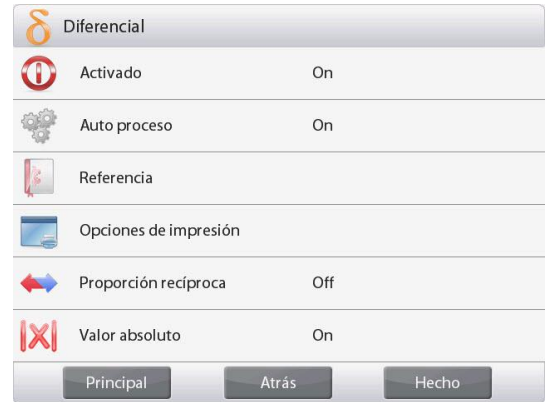 δ Diferencial
Activado On
Auto proceso On
Referencia
Opciones de impresión
Proporción recíproca Off
|X| Valor absoluto On
Principal Atrás Hecho